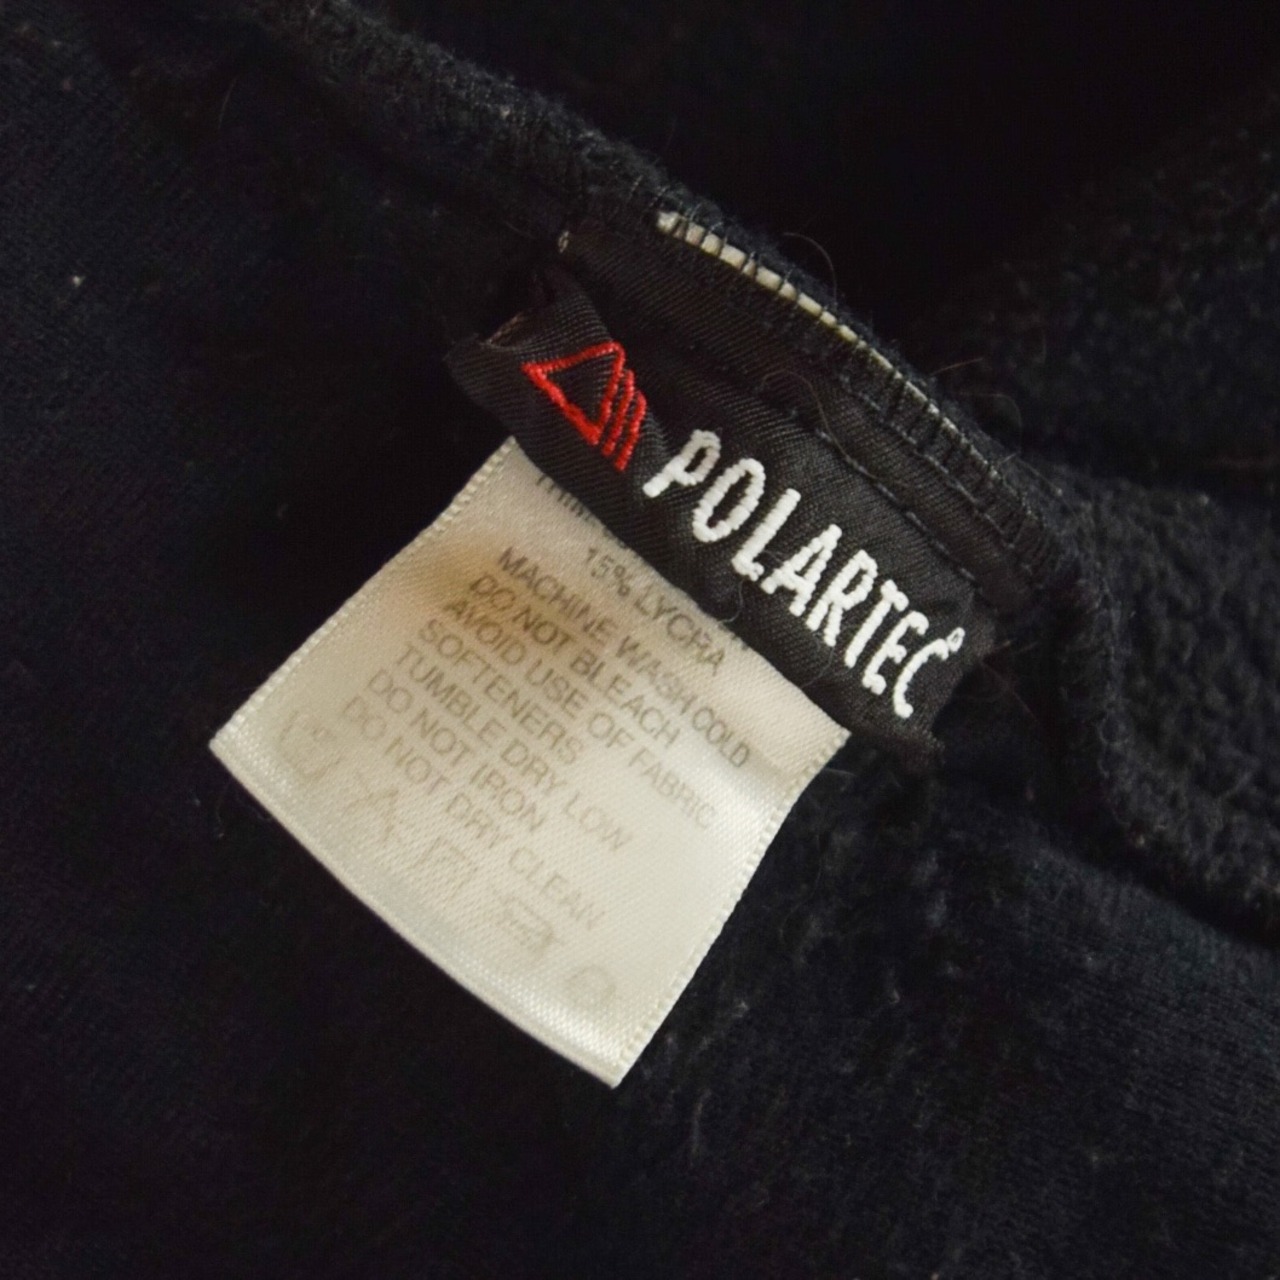 POLARTEC®
15% LYCRA
MACHINE WASH COLD
DO NOT BLEACH
AVOID USE OF FABRIC
SOFTENERS
TUMBLE DRY LOW
DO NOT IRON
DO NOT DRY CLEAN